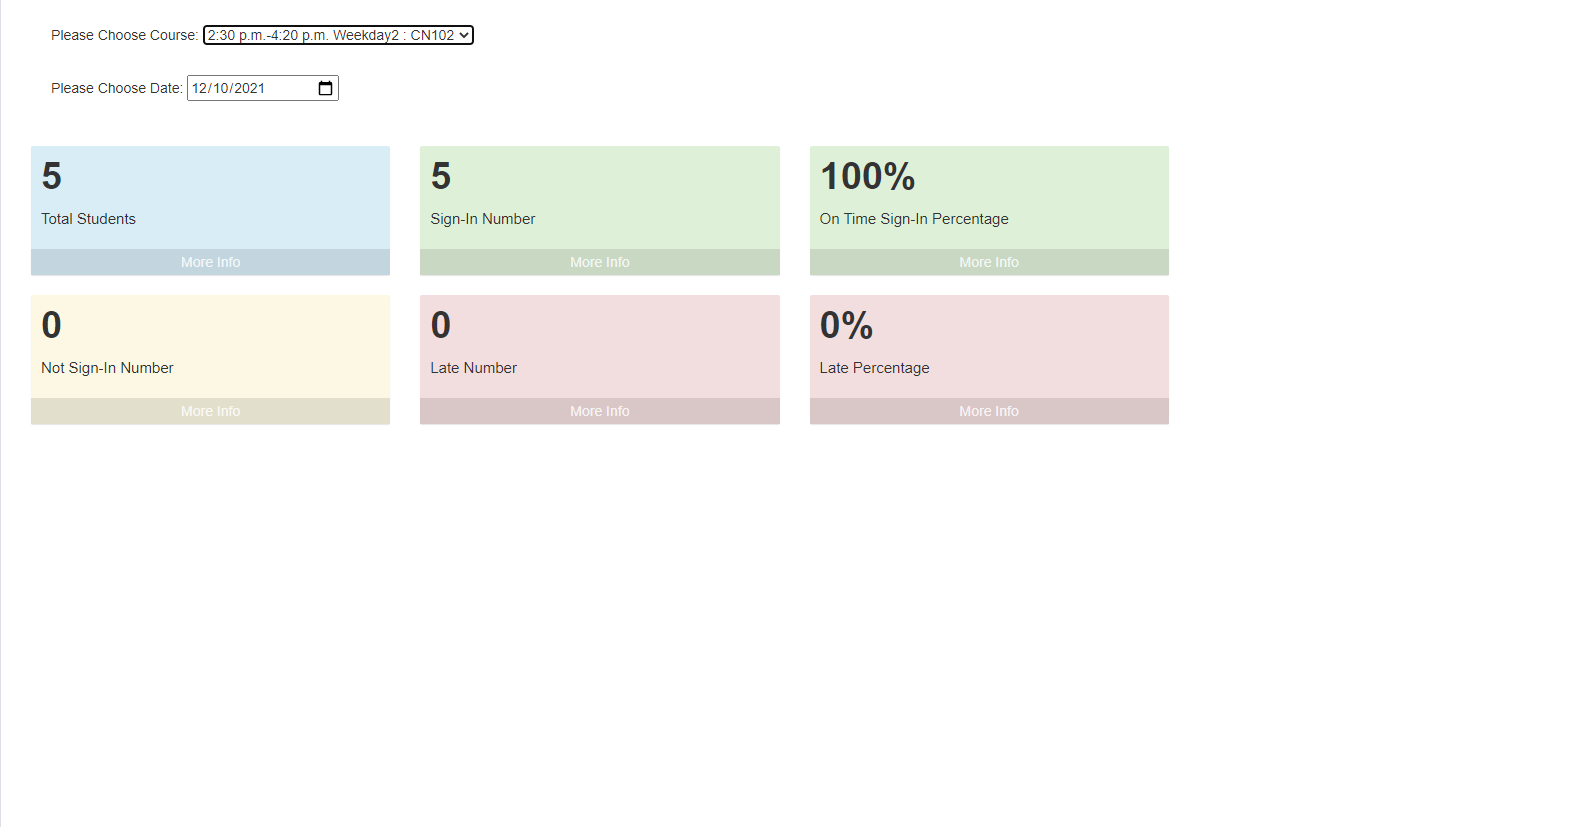 Please Choose Course: 2:30 p.m.-4:20 p.m. Weekday2 : CN102
Please Choose Date: 12/10/2021
5
Total Students
More Info
5
Sign-In Number
More Info
100%
On Time Sign-In Percentage
More Info
0
Not Sign-In Number
More Info
0
Late Number
More Info
0%
Late Percentage
More Info